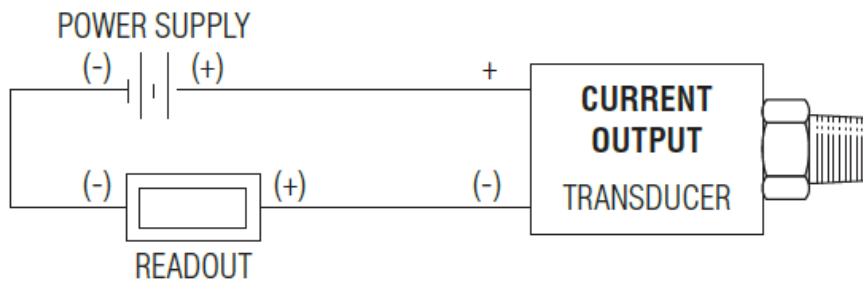 POWER SUPPLY
(-) (+) +
CURRENT
OUTPUT
TRANSDUCER
(-) (+) (-)
READOUT